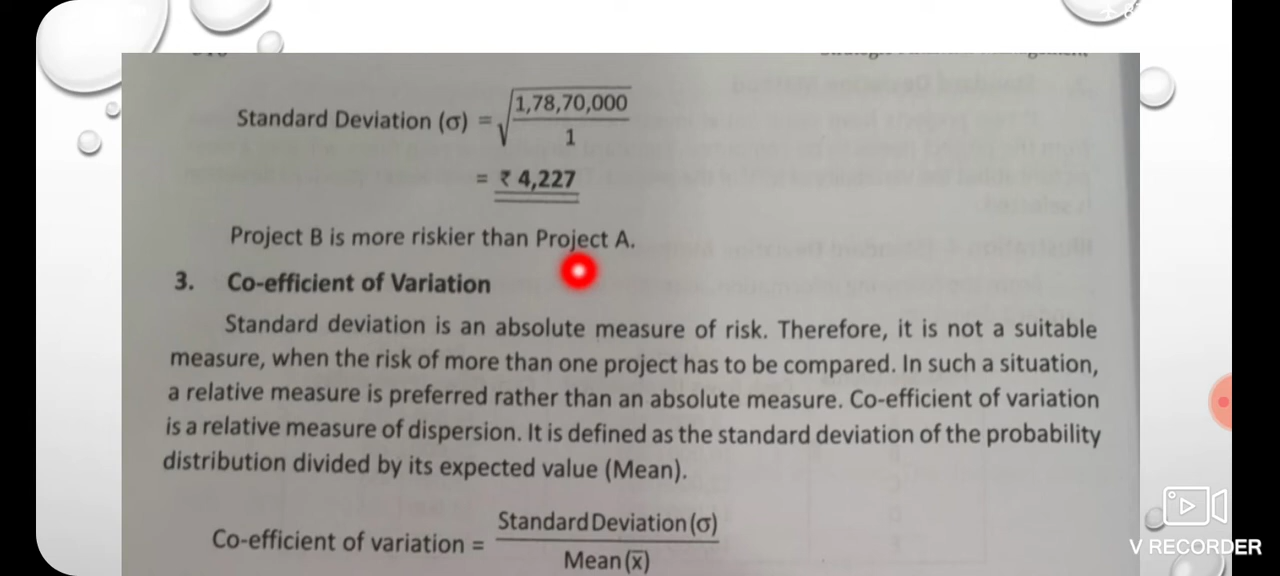 Standard Deviation (σ) = √1,78,70,000
1
= ₹ 4,227
Project B is more riskier than Project A.
3. Co-efficient of Variation
Standard deviation is an absolute measure of risk. Therefore, it is not a suitable
measure, when the risk of more than one project has to be compared. In such a situation,
a relative measure is preferred rather than an absolute measure. Co-efficient of variation
is a relative measure of dispersion. It is defined as the standard deviation of the probability
distribution divided by its expected value (Mean).
Co-efficient of variation = Standard Deviation (σ)
Mean (x̅)
V RECORDER